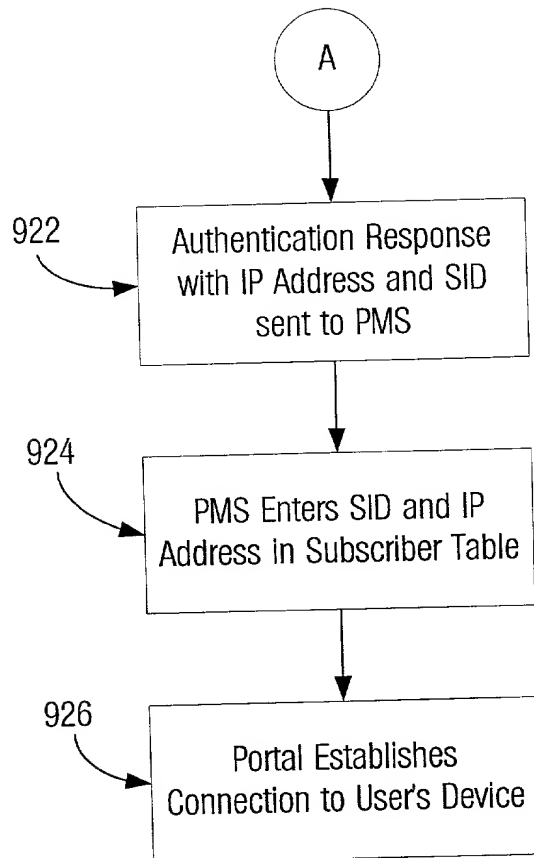 A
922
Authentication Response
with IP Address and SID
sent to PMS
924
PMS Enters SID and IP
Address in Subscriber Table
926
Portal Establishes
Connection to User's Device